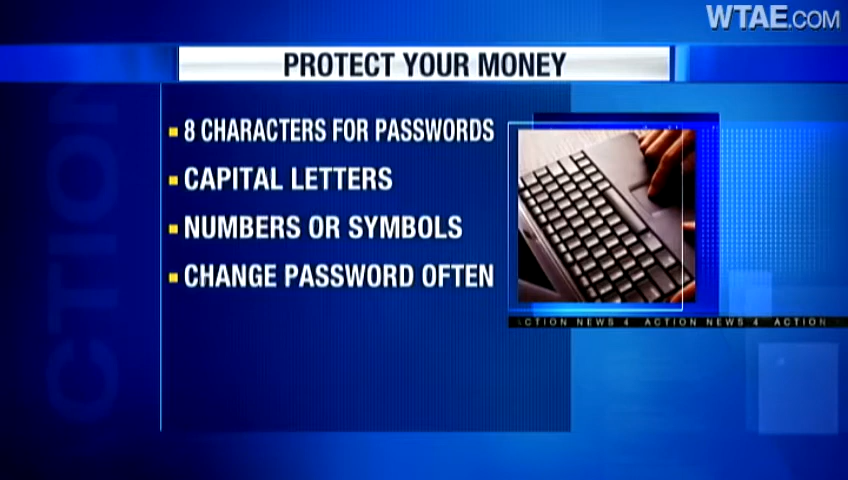 WTAE.COM
PROTECT YOUR MONEY
8 CHARACTERS FOR PASSWORDS
CAPITAL LETTERS
NUMBERS OR SYMBOLS
CHANGE PASSWORD OFTEN
CTION NEWS 4 ACTION NEWS 4 ACTION
CTION